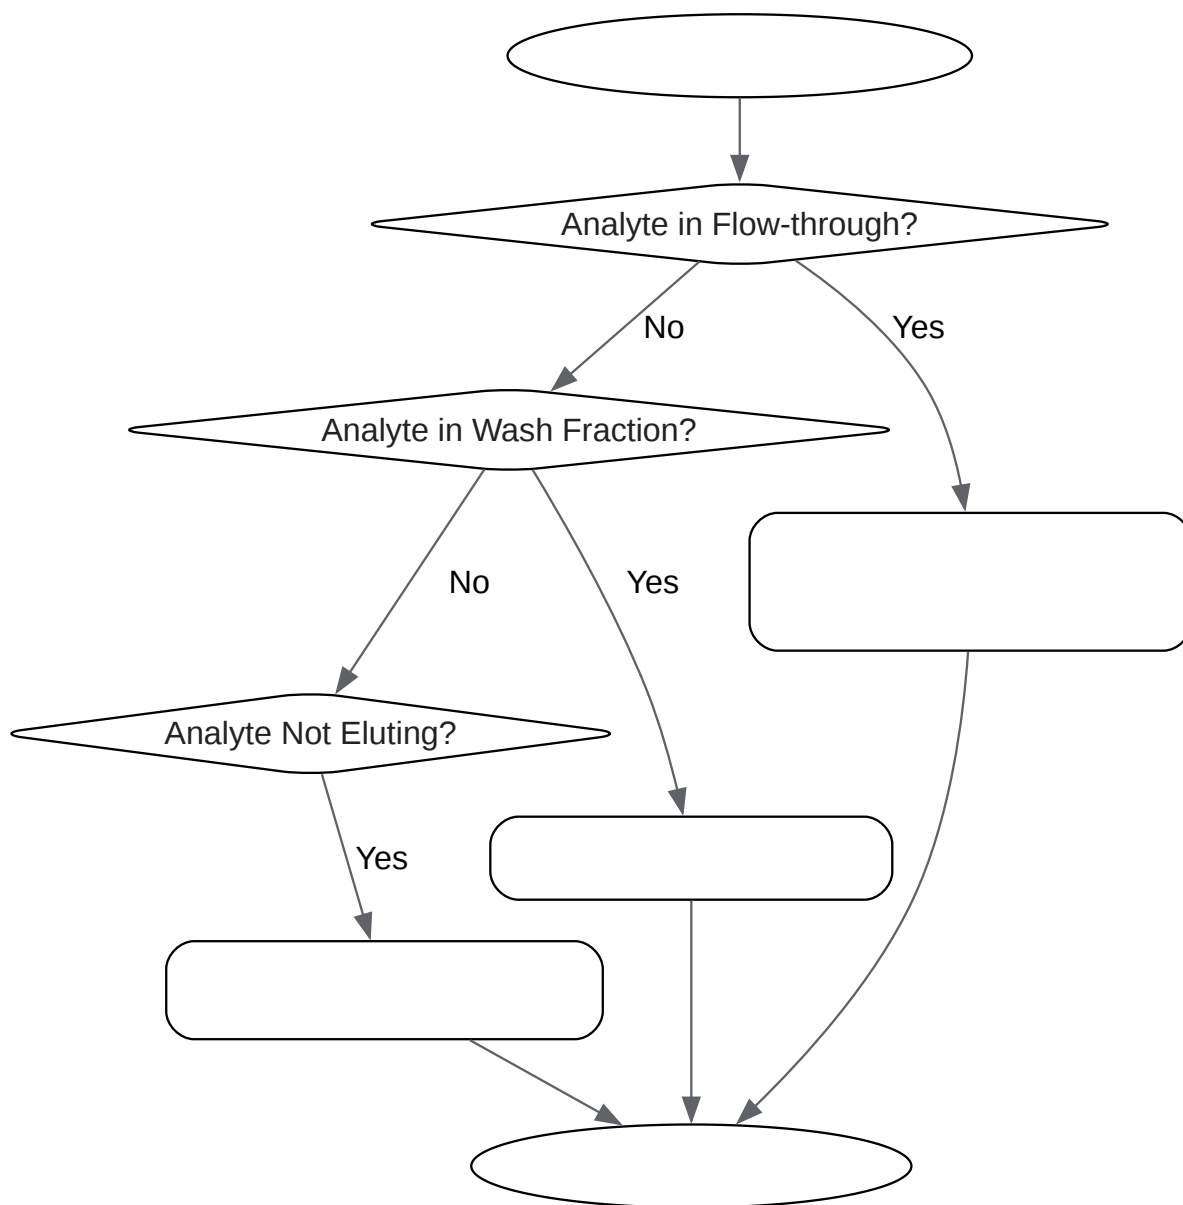 Analyte in Flow-through?
No
Yes
Analyte in Wash Fraction?
No
Yes
Analyte Not Eluting?
Yes